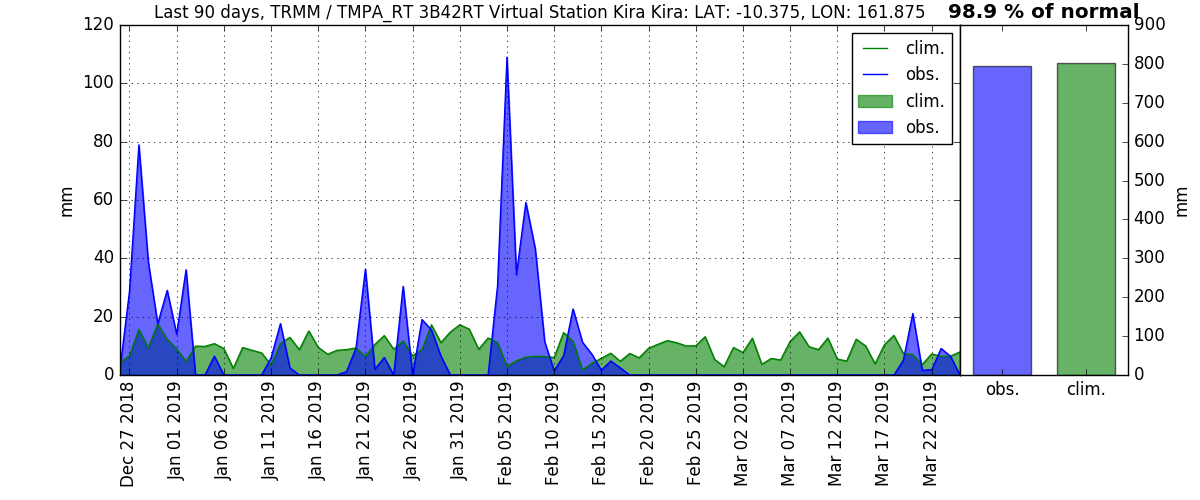 Last 90 days, TRMM / TMPA_RT 3B42RT Virtual Station Kira Kira: LAT: -10.375, LON: 161.875
98.9 % of normal
120
100
80
60
40
20
0
mm
clim.
obs.
clim.
obs.
900
800
700
600
500
400
300
200
100
0
mm
Dec 27 2018
Jan 01 2019
Jan 06 2019
Jan 11 2019
Jan 16 2019
Jan 21 2019
Jan 26 2019
Jan 31 2019
Feb 05 2019
Feb 10 2019
Feb 15 2019
Feb 20 2019
Feb 25 2019
Mar 02 2019
Mar 07 2019
Mar 12 2019
Mar 17 2019
Mar 22 2019
obs.
clim.